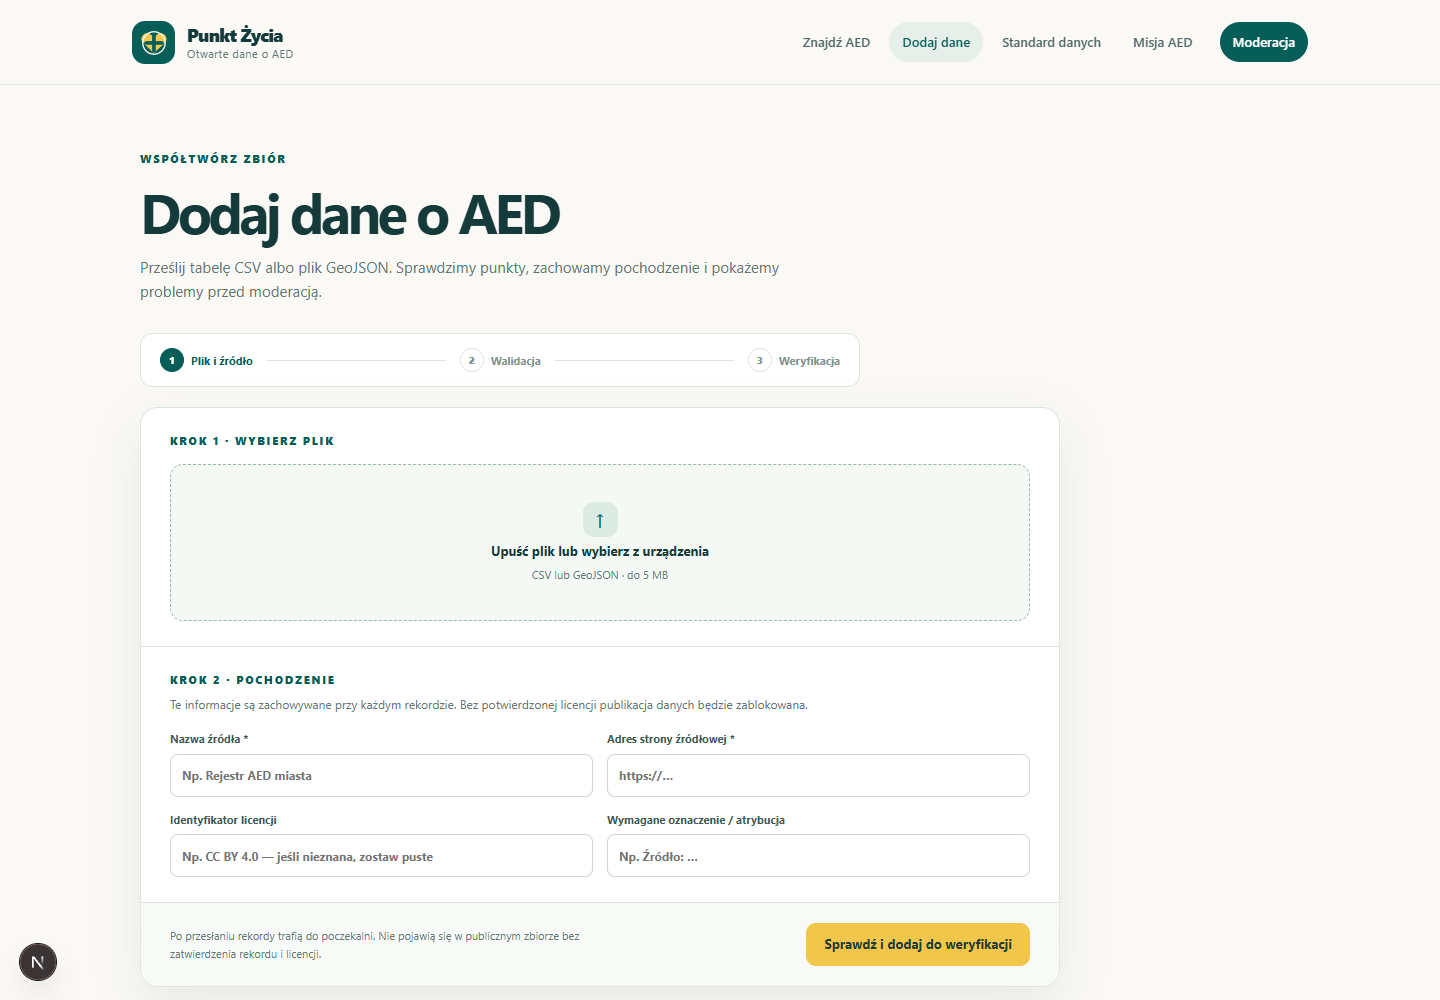 Punkt Życia
Otwarte dane o AED
Znajdź AED
Dodaj dane
Standard danych
Misja AED
Moderacja
WSPÓŁTWÓRZ ZBIÓR
Dodaj dane o AED
Prześlij tabelę CSV albo plik GeoJSON. Sprawdzimy punkty, zachowamy pochodzenie i pokażemy
problemy przed moderacją.
1 Plik i źródło
2 Walidacja
3 Weryfikacja
KROK 1 · WYBIERZ PLIK
↑
Upuść plik lub wybierz z urządzenia
CSV lub GeoJSON · do 5 MB
KROK 2 · POCHODZENIE
Te informacje są zachowywane przy każdym rekordzie. Bez potwierdzonej licencji publikacja danych będzie zablokowana.
Nazwa źródła *
Np. Rejestr AED miasta
Adres strony źródłowej *
https://...
Identyfikator licencji
Np. CC BY 4.0 — jeśli nieznana, zostaw puste
Wymagane oznaczenie / atrybucja
Np. Źródło: ...
Po przesłaniu rekordy trafią do poczekalni. Nie pojawią się w publicznym zbiorze bez
zatwierdzenia rekordu i licencji.
Sprawdź i dodaj do weryfikacji
N